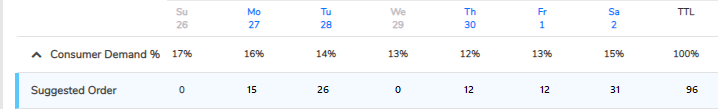 Su Mo Tu We Th Fr Sa TTL
26 27 28 29 30 1 2
Consumer Demand % 17% 16% 14% 13% 12% 13% 15% 100%
Suggested Order 0 15 26 0 12 12 31 96